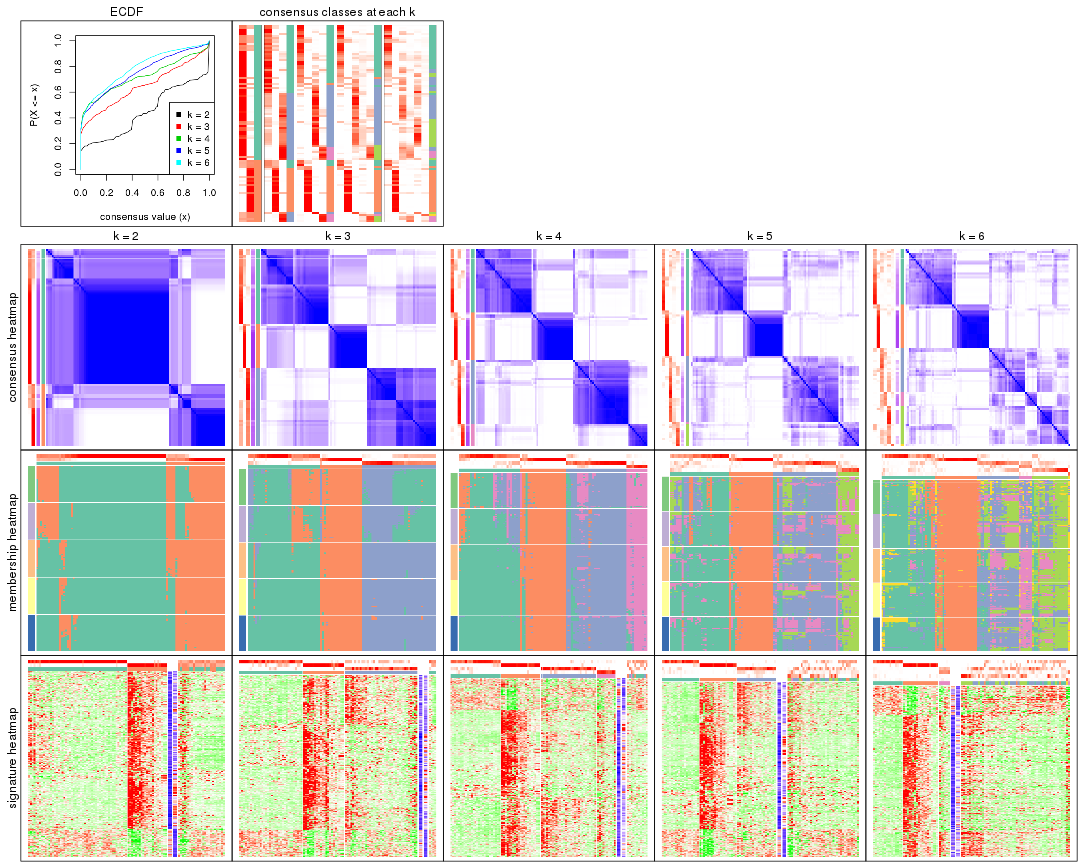 ECDF
consensus classes at each k
P(X <= x)
0.0 0.2 0.4 0.6 0.8 1.0
k = 2
k = 3
k = 4
k = 5
k = 6
0.0 0.2 0.4 0.6 0.8 1.0
consensus value (x)
k = 2
k = 3
k = 4
k = 5
k = 6
consensus heatmap
membership heatmap
signature heatmap